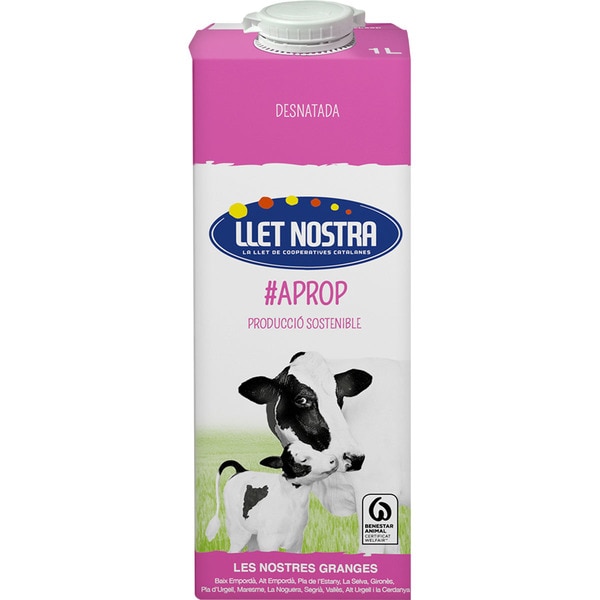 1L
DESNATADA
LLET NOSTRA
LA LLET DE COOPERATIVES CATALANES
#APROP
PRODUCCIÓ SOSTENIBLE
BENESTAR
ANIMAL
CERTIFICAT
WELFAIR™
LES NOSTRES GRANGES
Baix Empordà, Alt Empordà, Pla de l'Estany, La Selva, Gironès,
Pla d'Urgell, Maresme, La Noguera, Segrià, Vallès, Alt Urgell i la Cerdanya